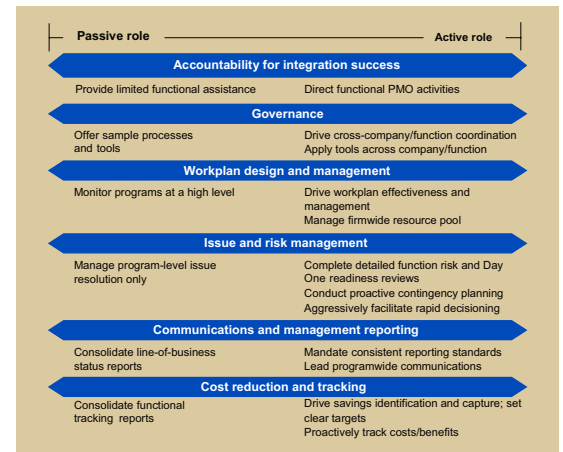 Passive role
Active role
Accountability for integration success
Provide limited functional assistance
Direct functional PMO activities
Governance
Offer sample processes
and tools
Drive cross-company/function coordination
Apply tools across company/function
Workplan design and management
Monitor programs at a high level
Drive workplan effectiveness and
management
Manage firmwide resource pool
Issue and risk management
Manage program-level issue
resolution only
Complete detailed function risk and Day
One readiness reviews
Conduct proactive contingency planning
Aggressively facilitate rapid decisioning
Communications and management reporting
Consolidate line-of-business
status reports
Mandate consistent reporting standards
Lead programwide communications
Cost reduction and tracking
Consolidate functional
tracking reports
Drive savings identification and capture; set
clear targets
Proactively track costs/benefits